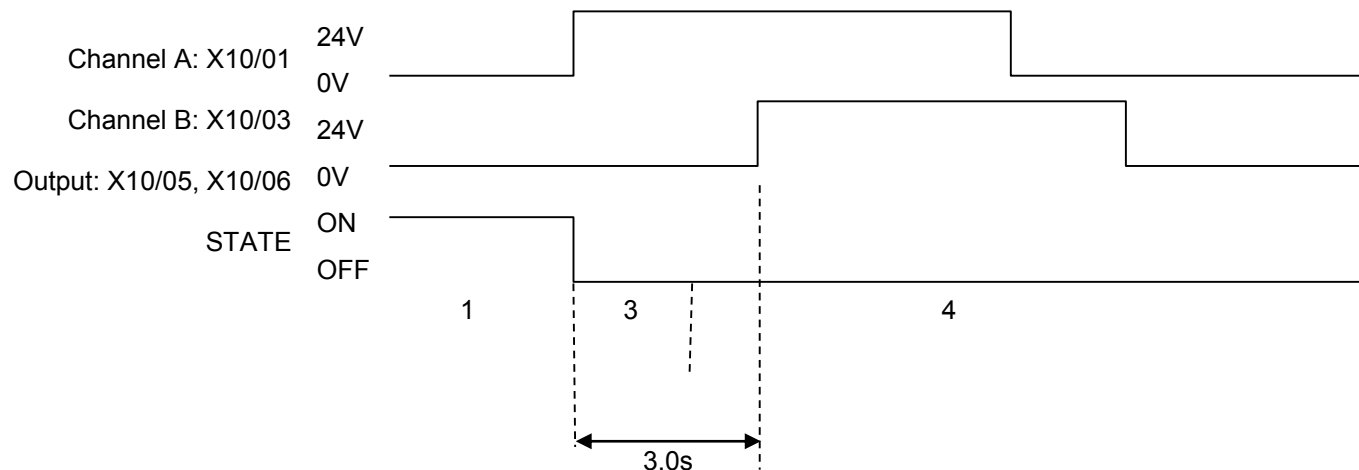 24V
Channel A: X10/01
0V
Channel B: X10/03
24V
Output: X10/05, X10/06
0V
ON
STATE
OFF
1
3
4
3.0s